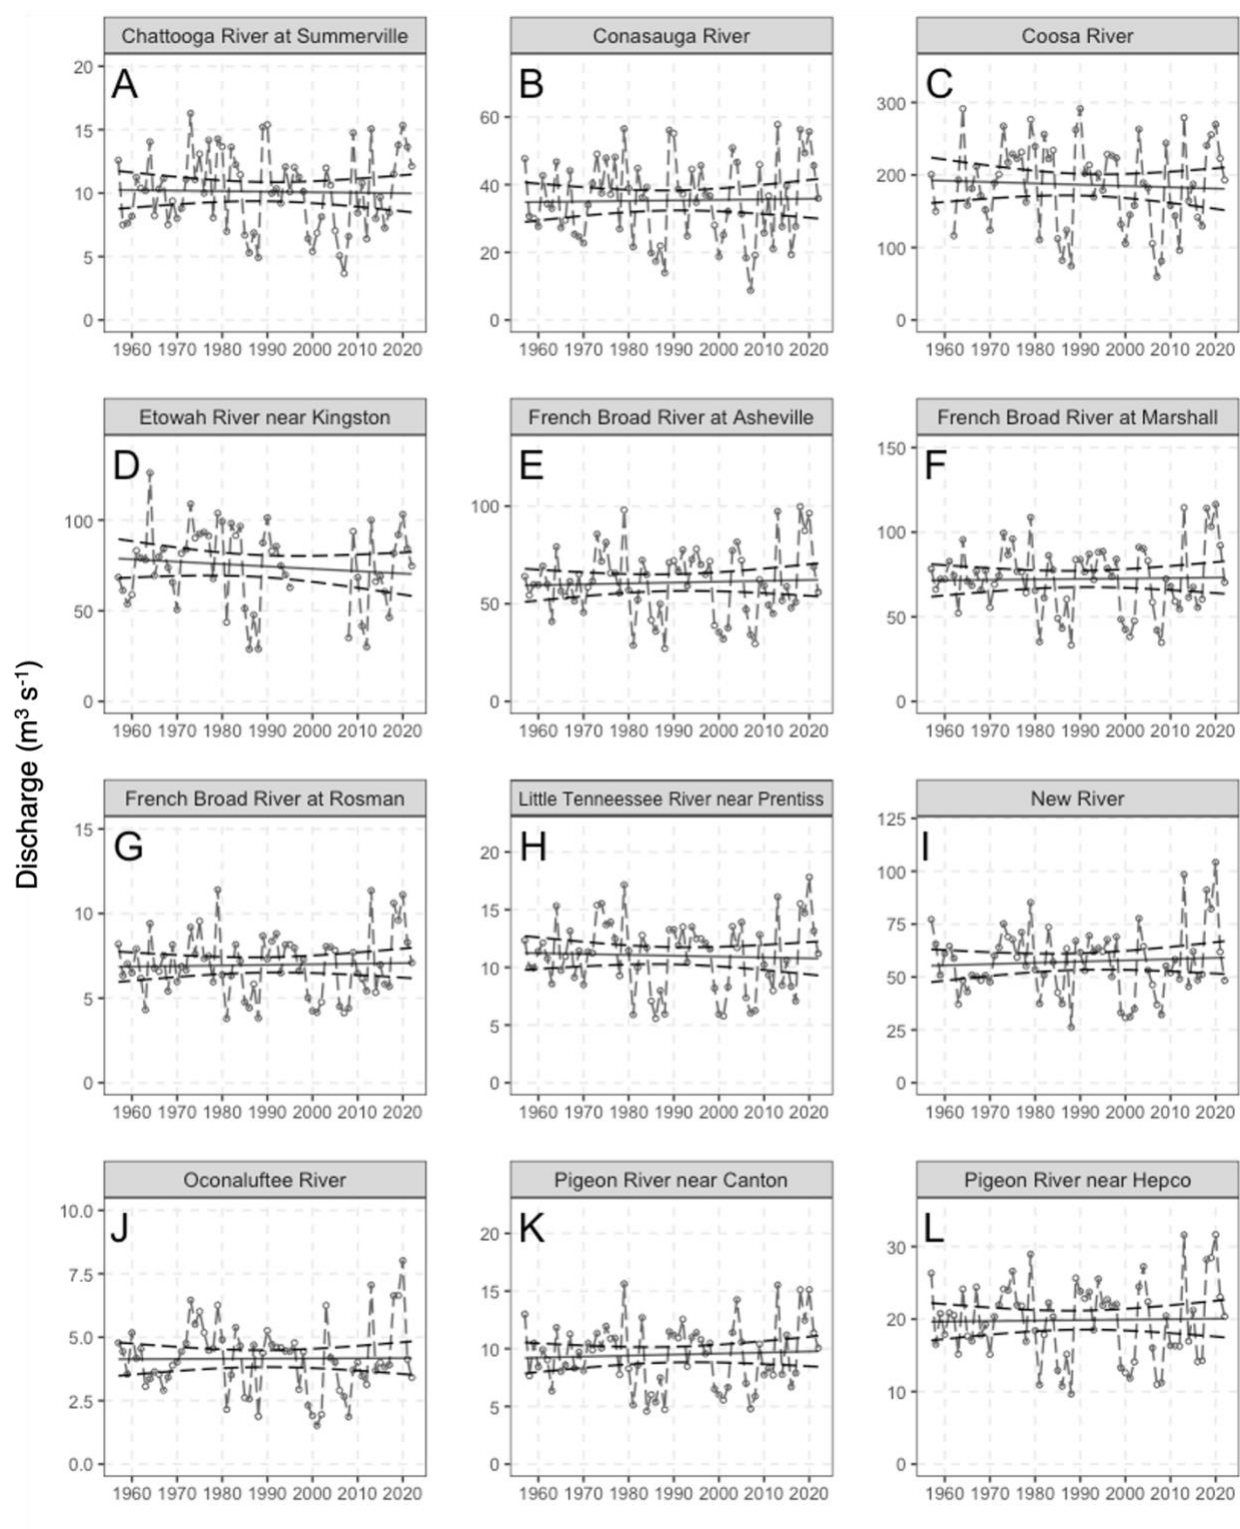 Discharge (m³ s⁻¹)
Chattooga River at Summerville
Conasauga River
Coosa River
A
B
C
20
15
10
5
0
60
40
20
0
300
200
100
0
1960 1970 1980 1990 2000 2010 2020
1960 1970 1980 1990 2000 2010 2020
1960 1970 1980 1990 2000 2010 2020
Etowah River near Kingston
French Broad River at Asheville
French Broad River at Marshall
D
E
F
100
50
0
100
50
0
150
100
50
0
1960 1970 1980 1990 2000 2010 2020
1960 1970 1980 1990 2000 2010 2020
1960 1970 1980 1990 2000 2010 2020
French Broad River at Rosman
Little Tenneessee River near Prentiss
New River
G
H
I
15
10
5
0
20
15
10
5
0
125
100
75
50
25
0
1960 1970 1980 1990 2000 2010 2020
1960 1970 1980 1990 2000 2010 2020
1960 1970 1980 1990 2000 2010 2020
Oconaluftee River
Pigeon River near Canton
Pigeon River near Hepco
J
K
L
10.0
7.5
5.0
2.5
0.0
20
15
10
5
0
30
20
10
0
1960 1970 1980 1990 2000 2010 2020
1960 1970 1980 1990 2000 2010 2020
1960 1970 1980 1990 2000 2010 2020